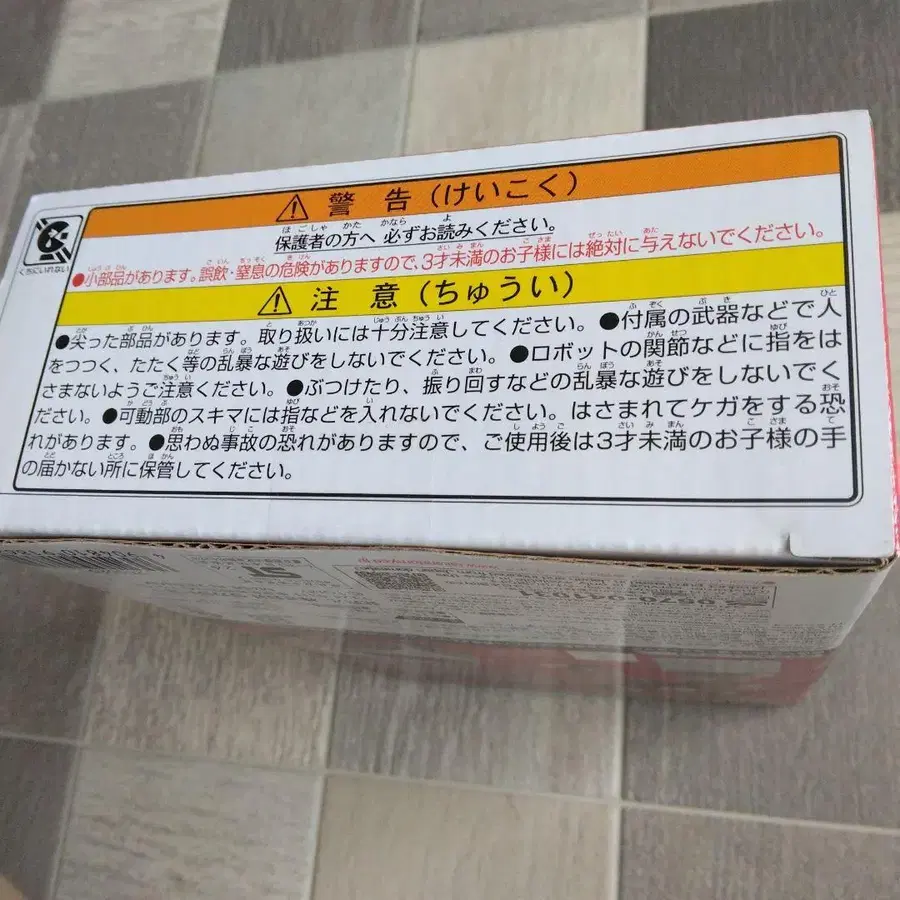 警告(けいこく)
保護者の方へ 必ずお読みください。
くちにいれない
●小部品があります。誤飲・窒息の危険がありますので、3才未満のお子様には絶対に与えないでください。
注意(ちゅうい)
●尖った部品があります。取り扱いには十分注意してください。●付属の武器などで人
をつつく、たたく等の乱暴な遊びをしないでください。●ロボットの関節などに指をは
さまないようご注意ください。●ぶつけたり、振り回すなどの乱暴な遊びをしないでく
ださい。●可動部のスキマには指などを入れないでください。はさまれてケガをする恐
れがあります。●思わぬ事故の恐れがありますので、ご使用後は3才未満のお子様の手
の届かない所に保管してください。